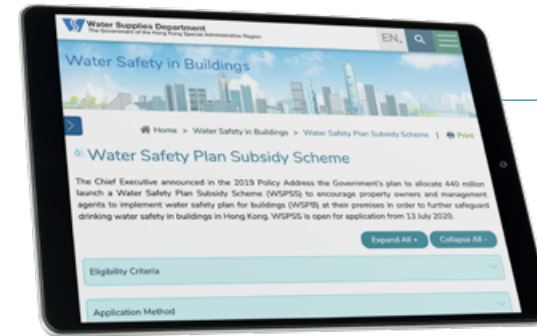 Water Supplies Department
The Government of the Hong Kong Special Administrative Region
EN
Water Safety in Buildings
Home > Water Safety in Buildings > Water Safety Plan Subsidy Scheme | Print
Water Safety Plan Subsidy Scheme
The Chief Executive announced in the 2019 Policy Address the Government's plan to allocate 440 million
launch a Water Safety Plan Subsidy Scheme (WSPSS) to encourage property owners and management
agents to implement water safety plan for buildings (WSPB) at their premises in order to further safeguard
drinking water safety in buildings in Hong Kong. WSPSS is open for application from 13 July 2020.
Expand All + Collapse All -
Eligibility Criteria
Application Method